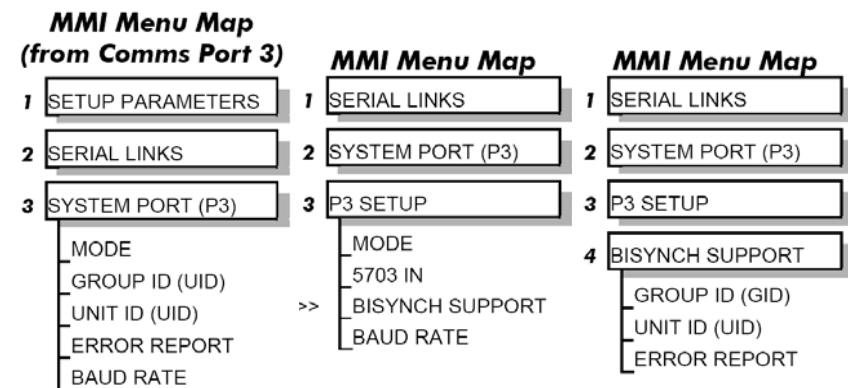 MMI Menu Map
(from Comms Port 3)
1 SETUP PARAMETERS
2 SERIAL LINKS
3 SYSTEM PORT (P3)
MODE
GROUP ID (UID)
UNIT ID (UID)
ERROR REPORT
BAUD RATE
MMI Menu Map
1 SERIAL LINKS
2 SYSTEM PORT (P3)
3 P3 SETUP
MODE
5703 IN
>> BISYNCH SUPPORT
BAUD RATE
MMI Menu Map
1 SERIAL LINKS
2 SYSTEM PORT (P3)
3 P3 SETUP
4 BISYNCH SUPPORT
GROUP ID (GID)
UNIT ID (UID)
ERROR REPORT